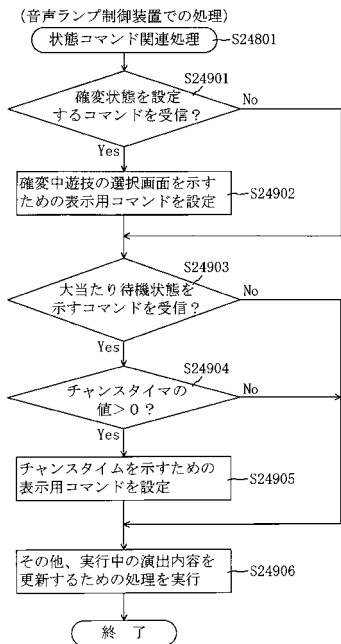 (音声ランプ制御装置での処理)
状態コマンド関連処理
S24801
S24901
確変状態を設定
するコマンドを受信?
No
Yes
確変中遊技の選択画面を示す
ための表示用コマンドを設定
S24902
S24903
大当たり待機状態を
示すコマンドを受信?
No
Yes
S24904
チャンスタイマの
値>0?
No
Yes
チャンスタイムを示すための
表示用コマンドを設定
S24905
その他、実行中の演出内容を
更新するための処理を実行
S24906
終 了